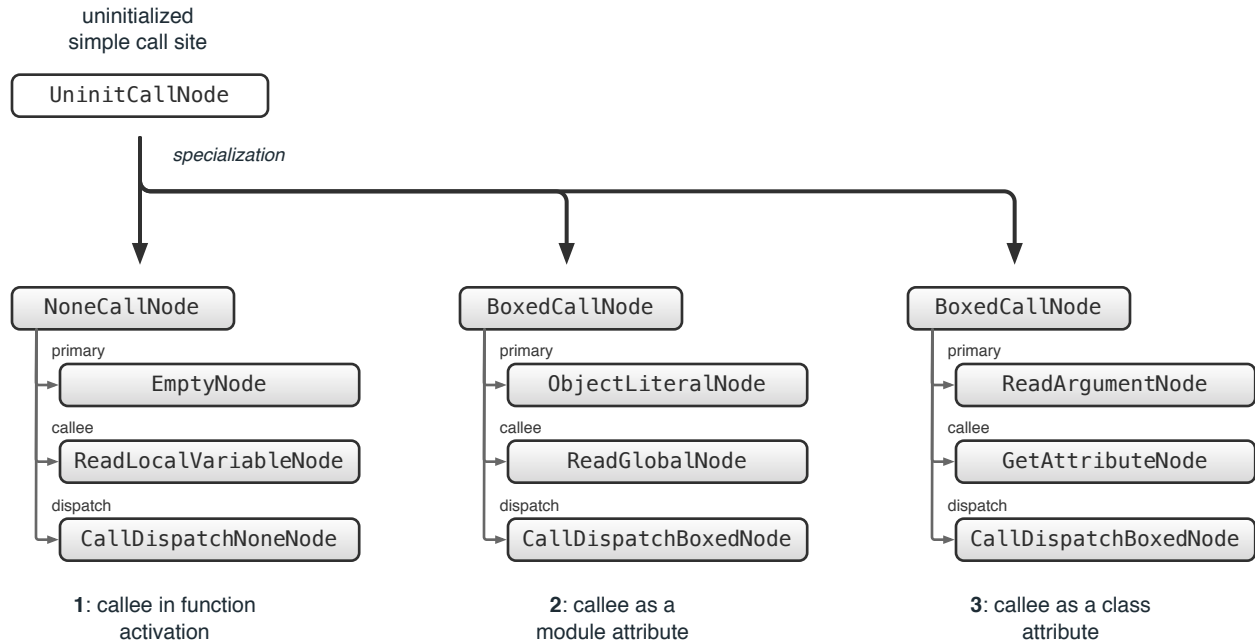 uninitialized
simple call site
UninitCallNode
specialization
NoneCallNode
primary
EmptyNode
callee
ReadLocalVariableNode
dispatch
CallDispatchNoneNode
1: callee in function
activation
BoxedCallNode
primary
ObjectLiteralNode
callee
ReadGlobalNode
dispatch
CallDispatchBoxedNode
2: callee as a
module attribute
BoxedCallNode
primary
ReadArgumentNode
callee
GetAttributeNode
dispatch
CallDispatchBoxedNode
3: callee as a class
attribute